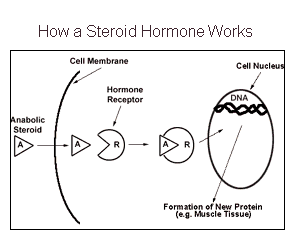 How a Steroid Hormone Works
Cell Membrane
Cell Nucleus
Hormone
Receptor
DNA
Anabolic
Steroid
A
A
R
A
R
Formation of New Protein
(e.g. Muscle Tissue)